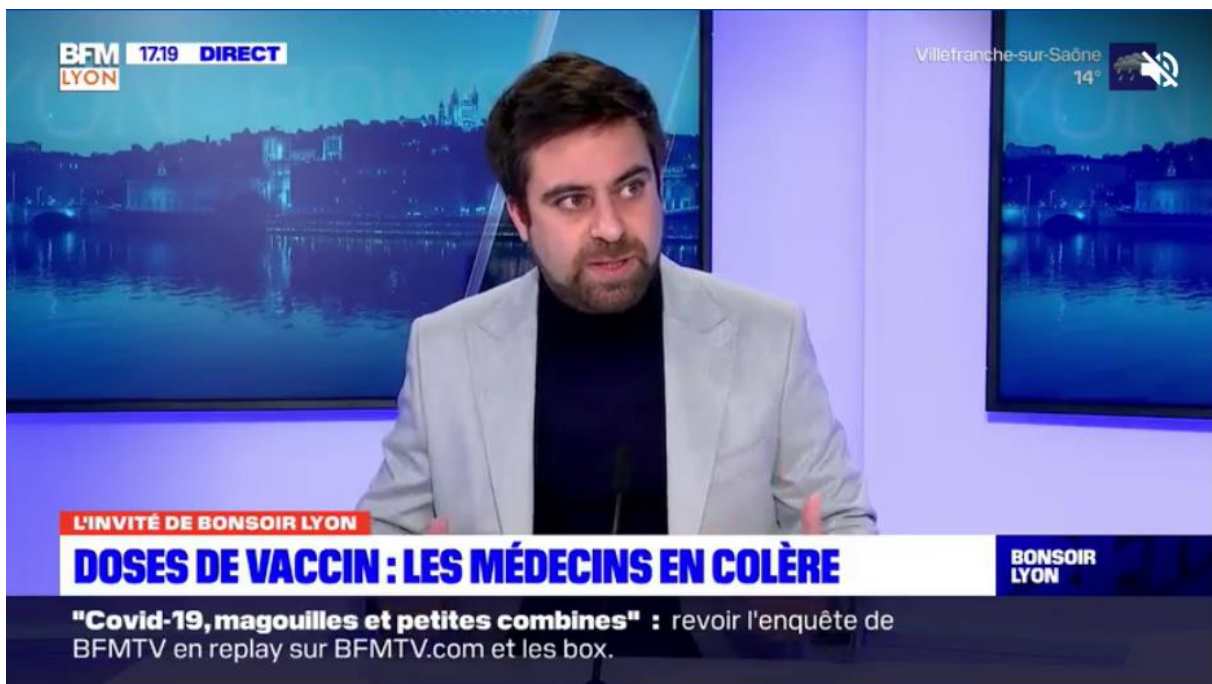 BFM 17.19 DIRECT
LYON
Villefranche-sur-Saône
14°
L'INVITÉ DE BONSOIR LYON
DOSES DE VACCIN : LES MÉDECINS EN COLÈRE
BONSOIR
LYON
"Covid-19, magouilles et petites combines" : revoir l'enquête de
BFMTV en replay sur BFMTV.com et les box.